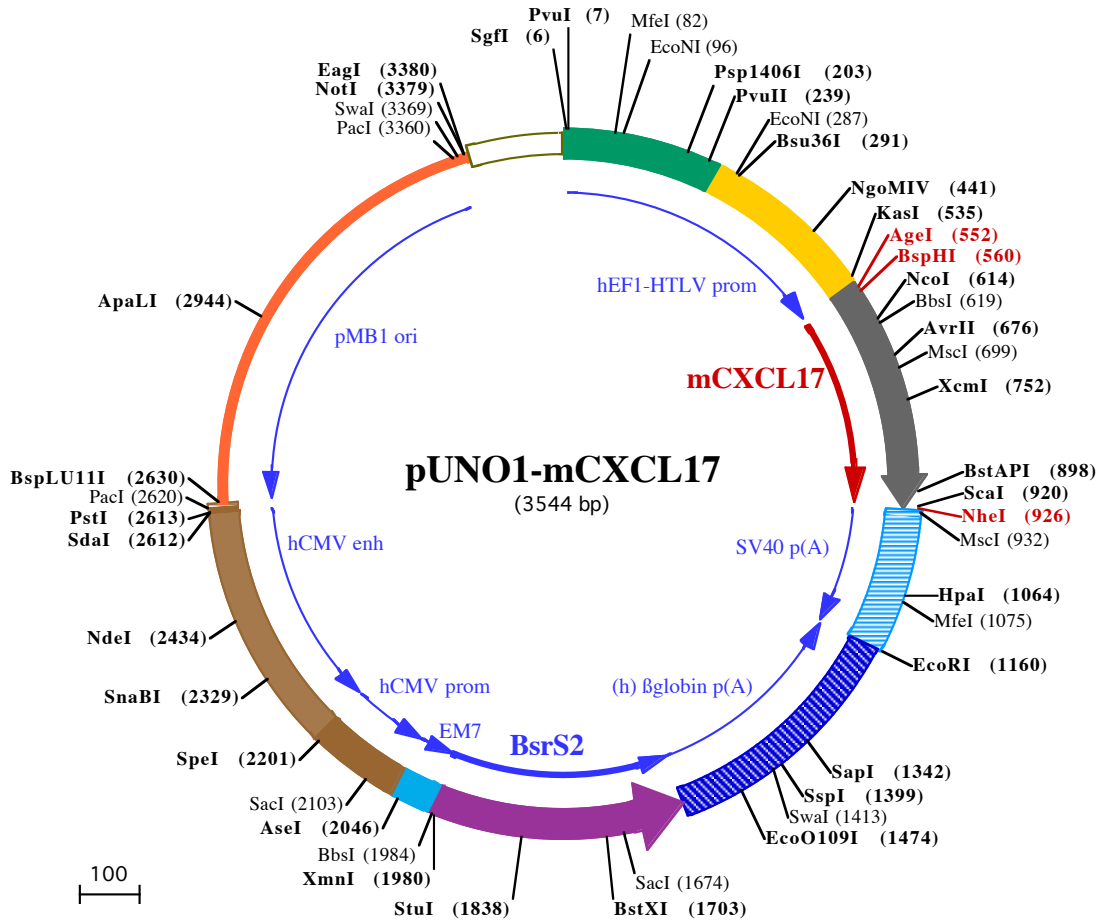 PvuI (7)
SgfI (6)
MfeI (82)
EcoNI (96)
Psp1406I (203)
PvuII (239)
EcoNI (287)
Bsu36I (291)
NgoMIV (441)
KasI (535)
AgeI (552)
BspHI (560)
NcoI (614)
BbsI (619)
AvrII (676)
MscI (699)
XcmI (752)
BstAPI (898)
ScaI (920)
NheI (926)
MscI (932)
HpaI (1064)
MfeI (1075)
EcoRI (1160)
SapI (1342)
SspI (1399)
SwaI (1413)
EcoO109I (1474)
SacI (1674)
BstXI (1703)
StuI (1838)
XmnI (1980)
BbsI (1984)
AseI (2046)
SacI (2103)
SpeI (2201)
SnaBI (2329)
NdeI (2434)
SdaI (2612)
PstI (2613)
PacI (2620)
BspLU11I (2630)
ApaLI (2944)
PacI (3360)
SwaI (3369)
NotI (3379)
EagI (3380)
hEF1-HTLV prom
pMB1 ori
mCXCL17
pUNO1-mCXCL17
(3544 bp)
SV40 p(A)
hCMV enh
(h) ßglobin p(A)
hCMV prom
EM7
BsrS2
100